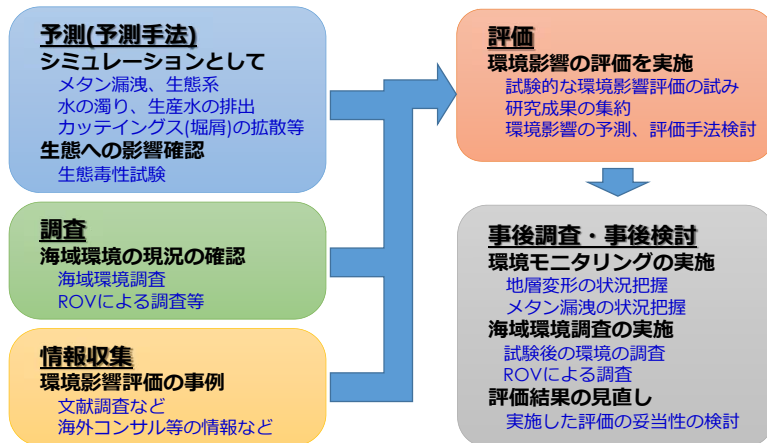 予測(予測手法)
シミュレーションとして
メタン漏洩、生態系
水の濁り、生産水の排出
カッテイングス(堀屑)の拡散等
生態への影響確認
生態毒性試験
調査
海域環境の現況の確認
海域環境調査
ROVによる調査等
情報収集
環境影響評価の事例
文献調査など
海外コンサル等の情報など
評価
環境影響の評価を実施
試験的な環境影響評価の試み
研究成果の集約
環境影響の予測、評価手法検討
事後調査・事後検討
環境モニタリングの実施
地層変形の状況把握
メタン漏洩の状況把握
海域環境調査の実施
試験後の環境の調査
ROVによる調査
評価結果の見直し
実施した評価の妥当性の検討